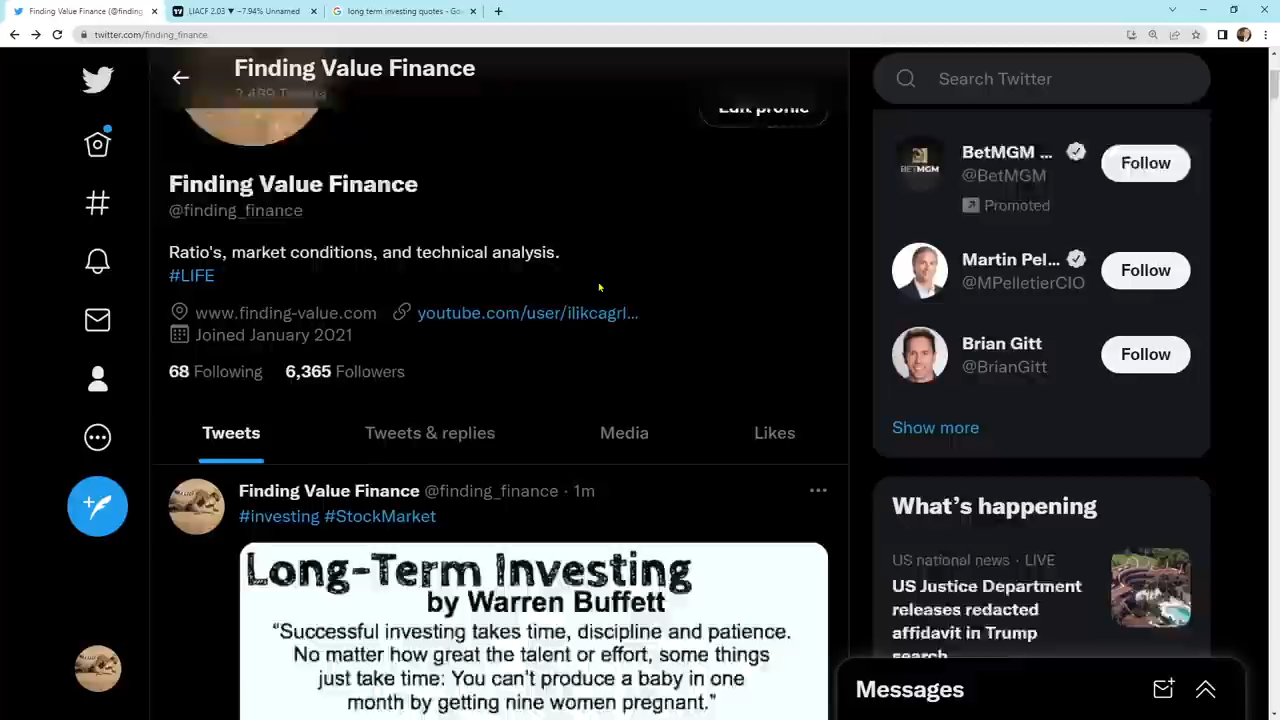 Finding Value Finance (@finding
LIACF 2.03 ▼ −7.94% Unnamed
long term investing quotes - Go
twitter.com/finding_finance
Finding Value Finance
Search Twitter
Edit profile
BetMGM ...
@BetMGM
Promoted
Follow
BETMGM
Finding Value Finance
@finding_finance
Ratio's, market conditions, and technical analysis.
#LIFE
www.finding-value.com youtube.com/user/ilikcagrl...
Joined January 2021
68 Following 6,365 Followers
Martin Pel...
@MPelletierCIO
Follow
Brian Gitt
@BrianGitt
Follow
Show more
Tweets Tweets & replies Media Likes
Finding Value Finance @finding_finance · 1m
#investing #StockMarket
Long-Term Investing
by Warren Buffett
“Successful investing takes time, discipline and patience.
No matter how great the talent or effort, some things
just take time: You can't produce a baby in one
month by getting nine women pregnant.”
What’s happening
US national news · LIVE
US Justice Department
releases redacted
affidavit in Trump
search
Messages